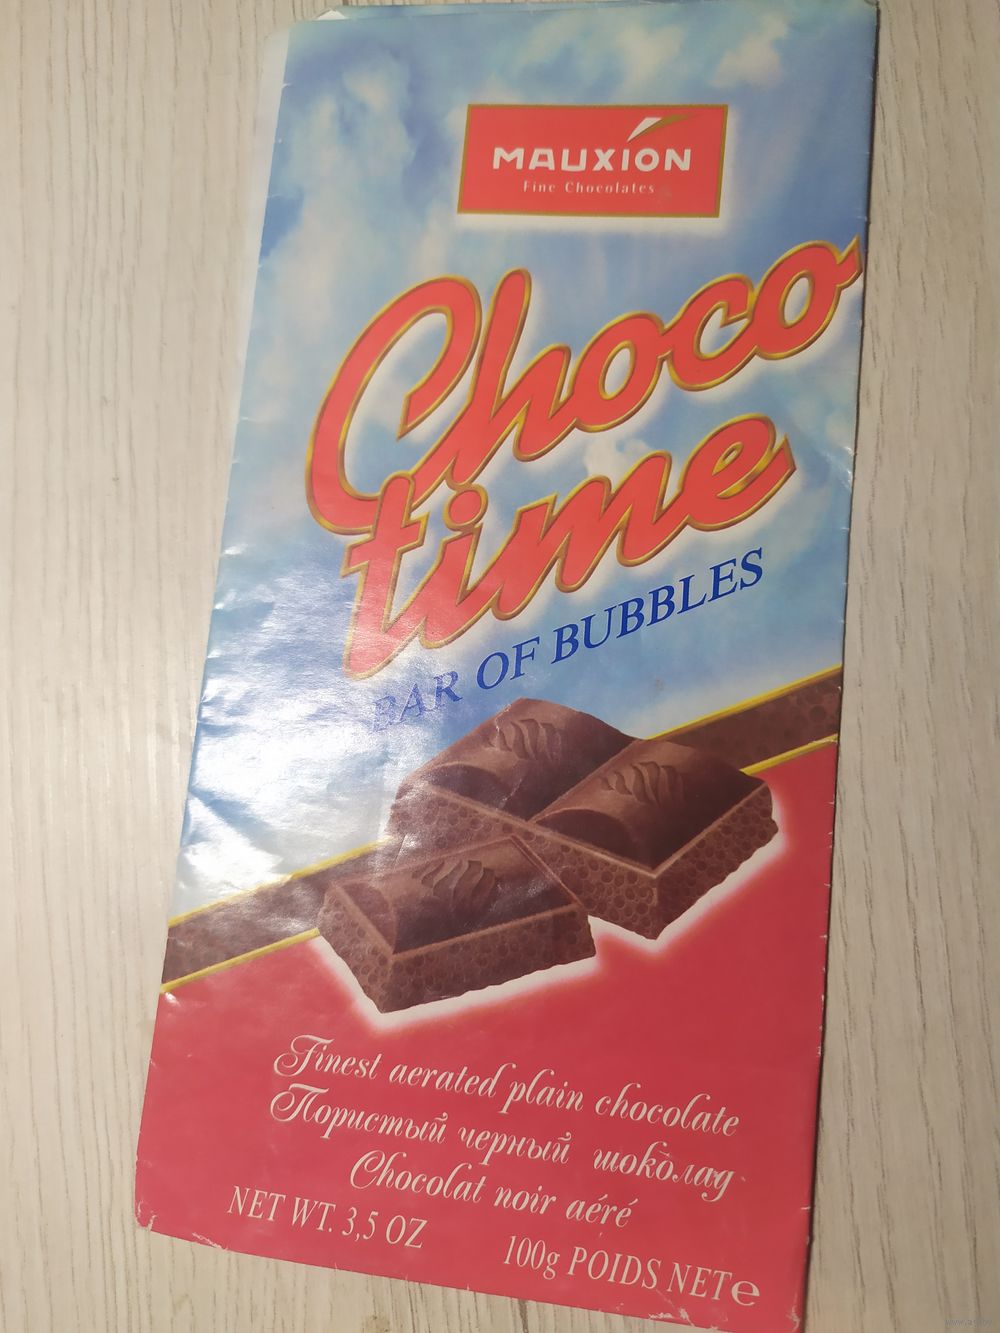 MAUXION
Fine Chocolates
Choco
time
BAR OF BUBBLES
Finest aerated plain chocolate
Пористый черный шоколад
Chocolat noir aéré
NET WT. 3,5 OZ
100g POIDS NET℮